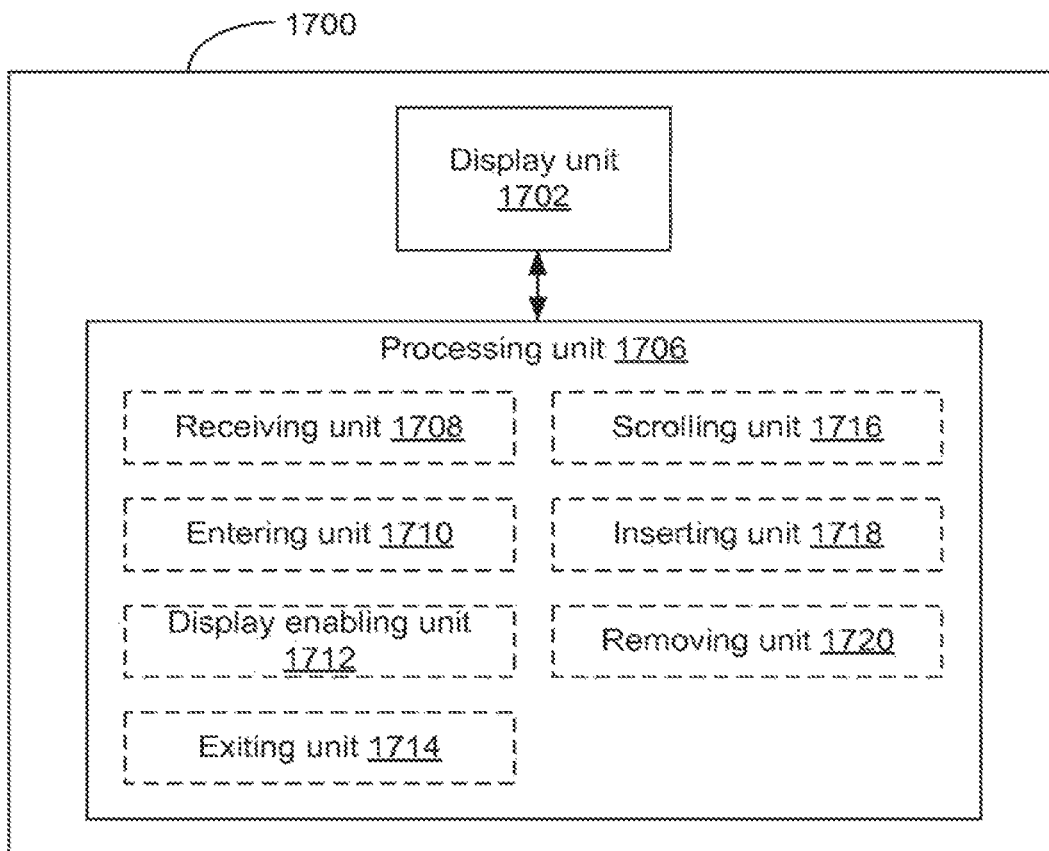 1700
Display unit
1702
Processing unit 1706
Receiving unit 1708
Scrolling unit 1716
Entering unit 1710
Inserting unit 1718
Display enabling unit
1712
Removing unit 1720
Exiting unit 1714